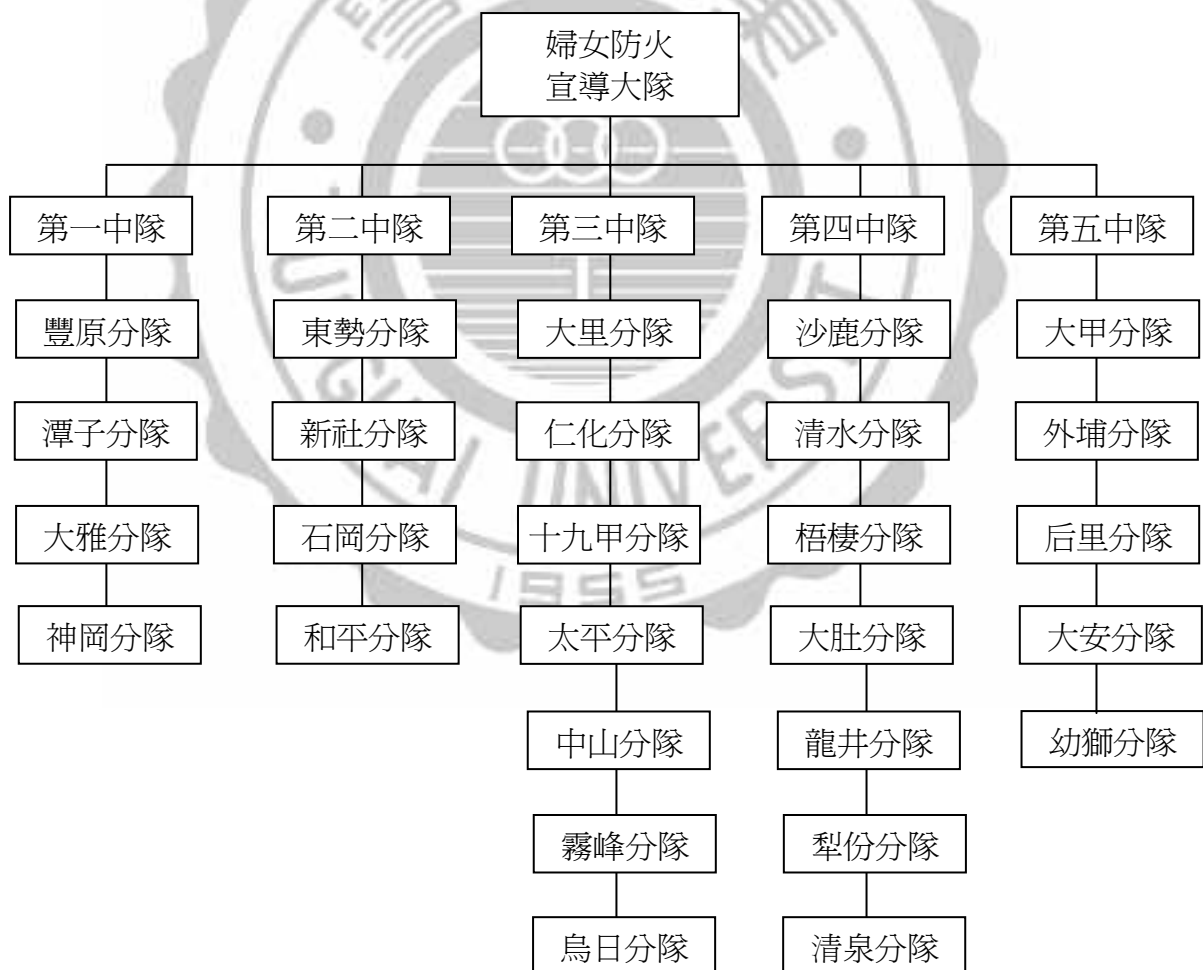 婦女防火
宣導大隊
第一中隊
第二中隊
第三中隊
第四中隊
第五中隊
豐原分隊
東勢分隊
大里分隊
沙鹿分隊
大甲分隊
潭子分隊
新社分隊
仁化分隊
清水分隊
外埔分隊
大雅分隊
石岡分隊
十九甲分隊
梧棲分隊
后里分隊
神岡分隊
和平分隊
太平分隊
大肚分隊
大安分隊
中山分隊
龍井分隊
幼獅分隊
霧峰分隊
犁份分隊
烏日分隊
清泉分隊
UNIVERSIT
1955